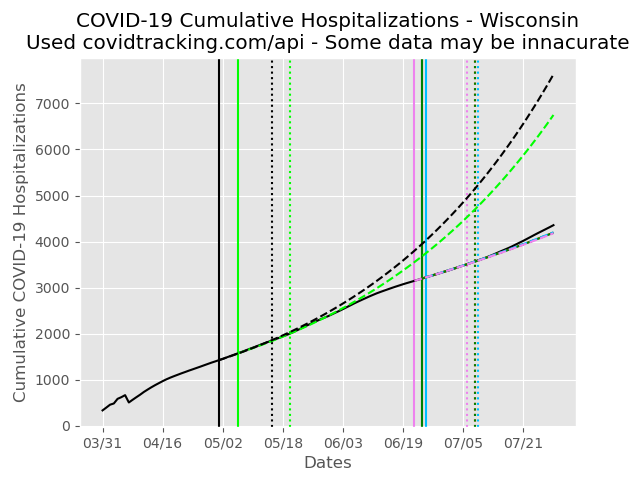 COVID-19 Cumulative Hospitalizations - Wisconsin
Used covidtracking.com/api - Some data may be innacurate
Cumulative COVID-19 Hospitalizations
7000
6000
5000
4000
3000
2000
1000
0
03/31 04/16 05/02 05/18 06/03 06/19 07/05 07/21
Dates